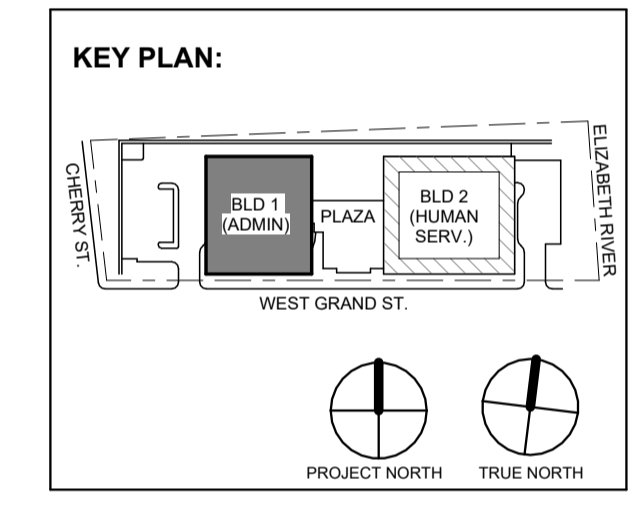 KEY PLAN:
CHERRY ST.
BLD 1
(ADMIN)
PLAZA
BLD 2
(HUMAN
SERV.)
ELIZABETH RIVER
WEST GRAND ST.
PROJECT NORTH
TRUE NORTH